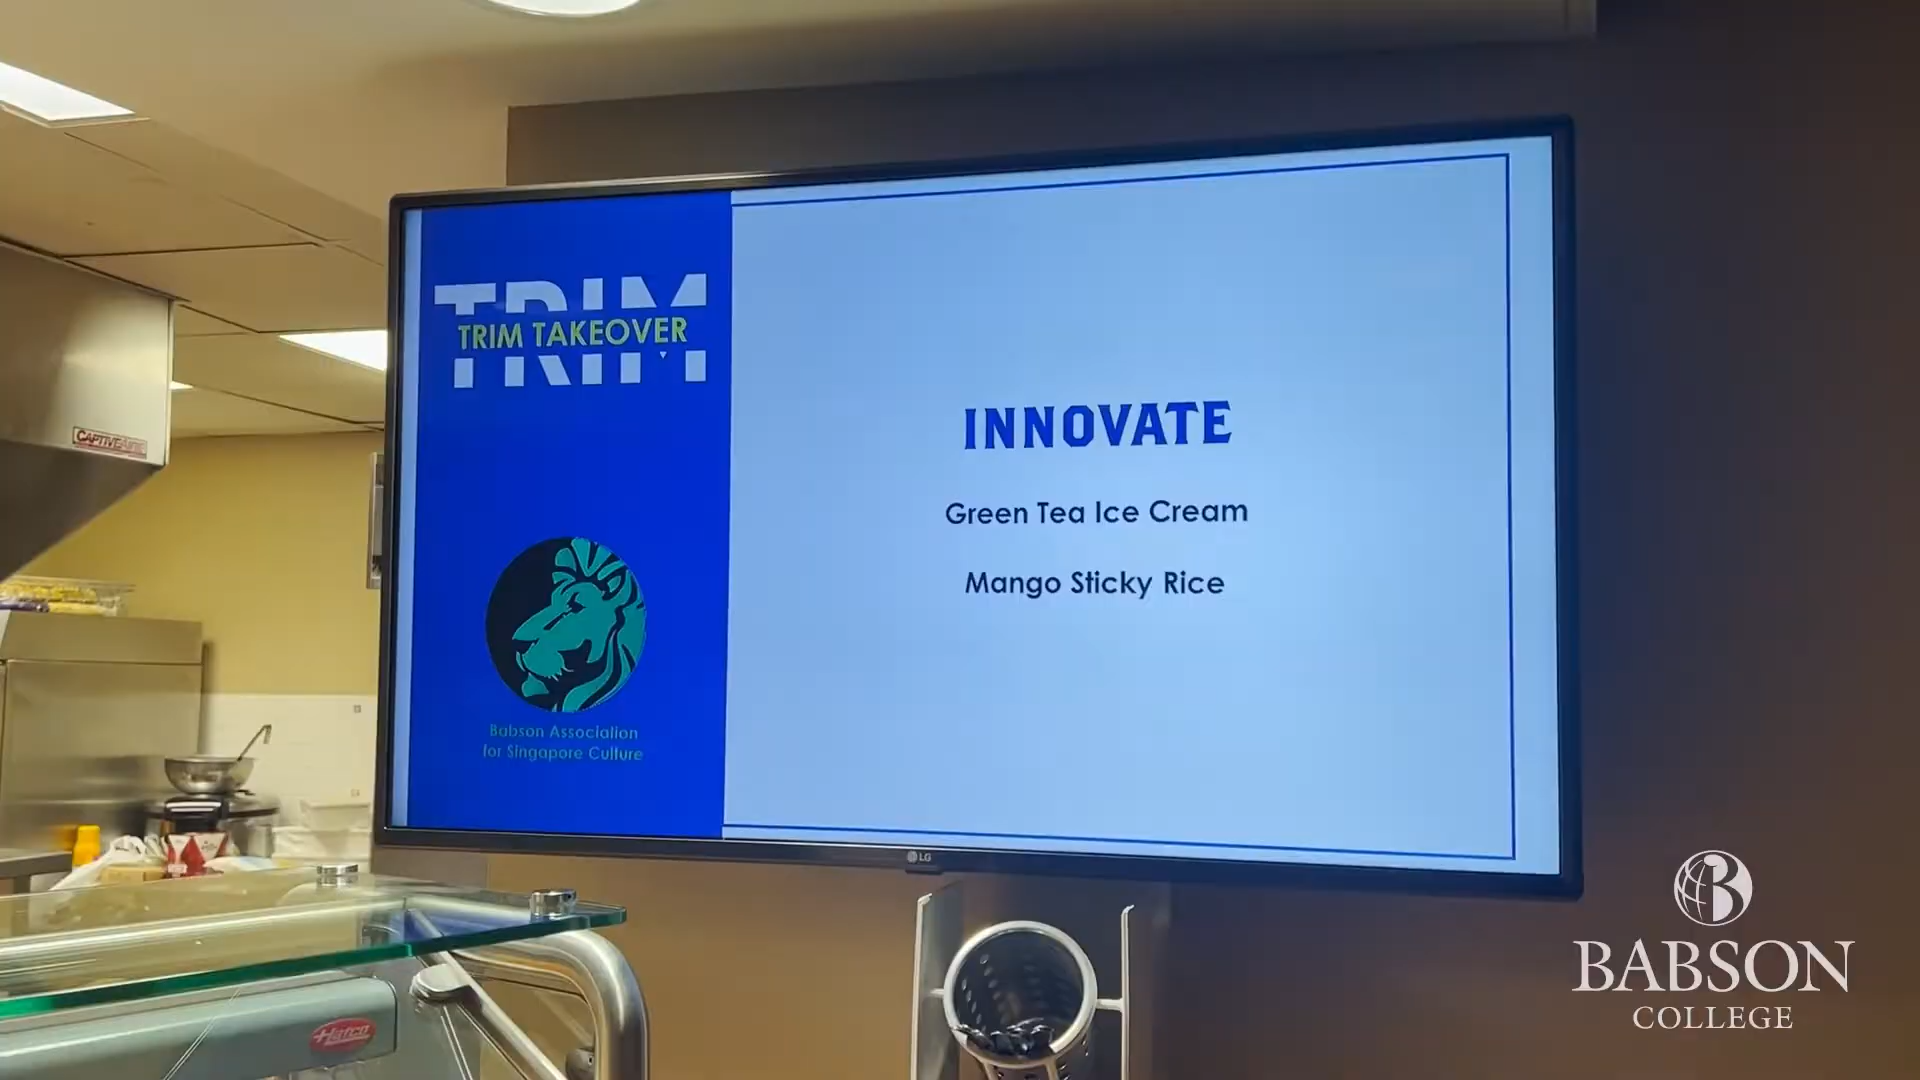 TRIM
TRIM TAKEOVER
INNOVATE
Green Tea Ice Cream
Mango Sticky Rice
Babson Association
for Singapore Culture
CAPTIVEAIRE
LG
Hatco
B
BABSON
COLLEGE